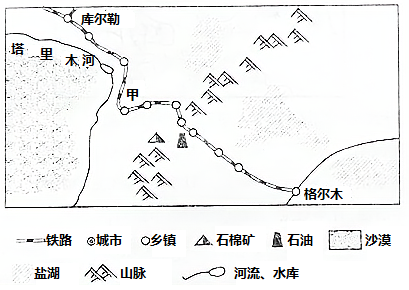 库尔勒
塔里木河
甲
格尔木
铁路 城市 乡镇 石棉矿 石油 沙漠
盐湖 山脉 河流、水库